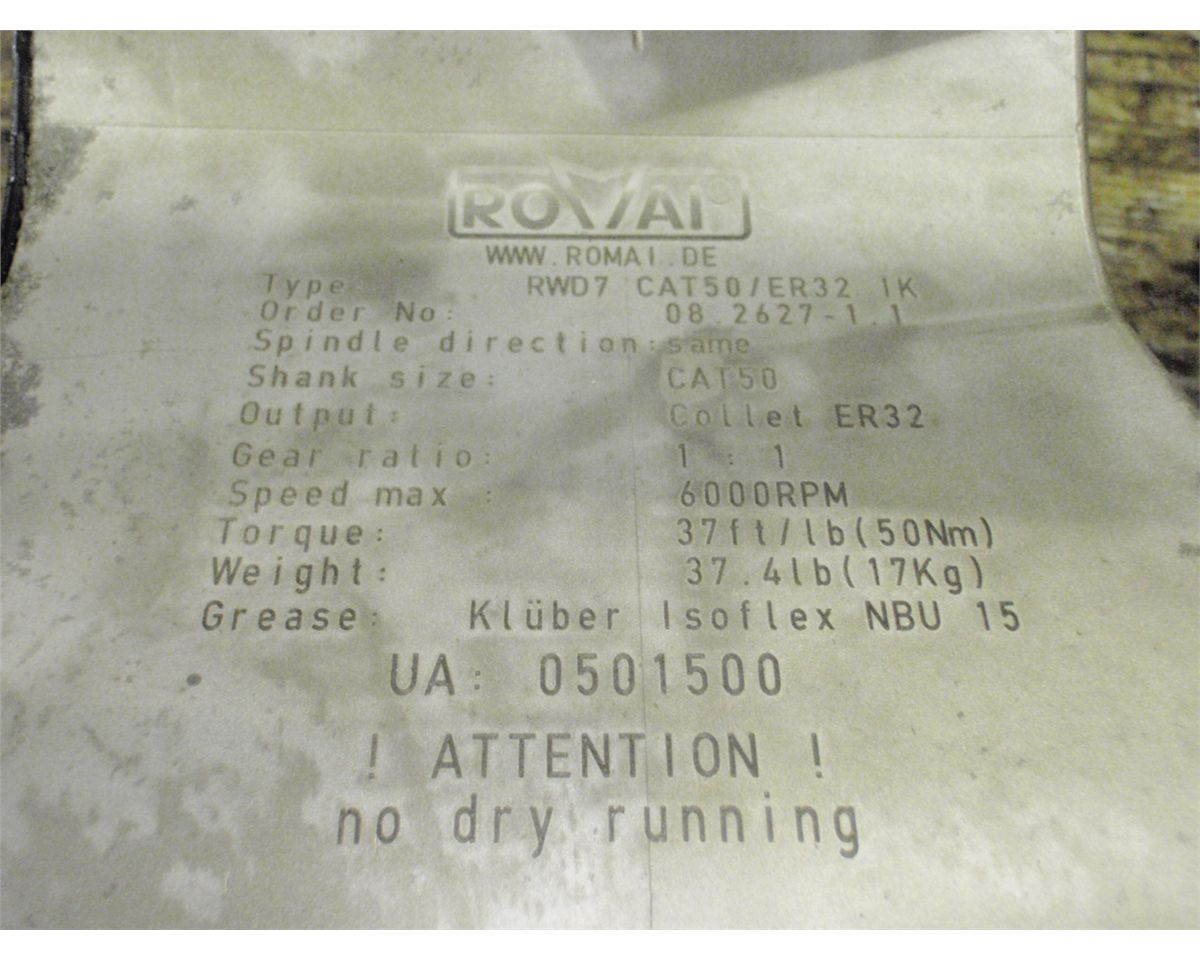 ROMAI®
WWW.ROMAI.DE
Type RWD7 CAT50/ER32 IK
Order No: 08.2627-1.1
Spindle direction:same
Shank size: CAT50
Output: Collet ER32
Gear ratio: 1 : 1
Speed max : 6000RPM
Torque: 37ft/lb(50Nm)
Weight: 37.4lb(17Kg)
Grease: Klüber Isoflex NBU 15
UA: 0501500
! ATTENTION !
no dry running